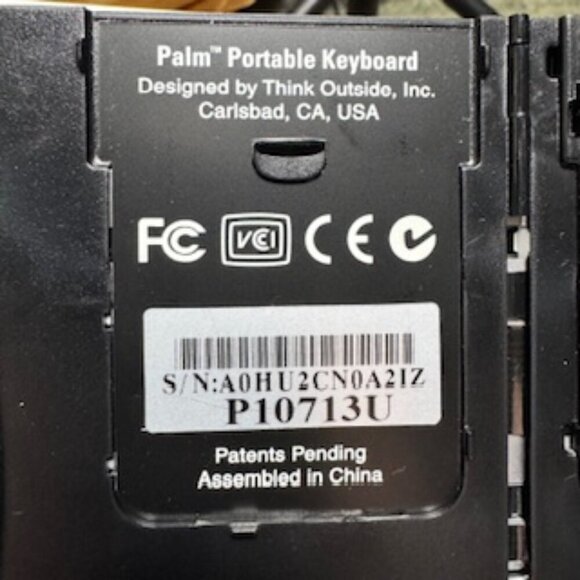 Palm™ Portable Keyboard
Designed by Think Outside, Inc.
Carlsbad, CA, USA
FC VCI CE
S/N:A0HU2CN0A2IZ
P10713U
Patents Pending
Assembled in China